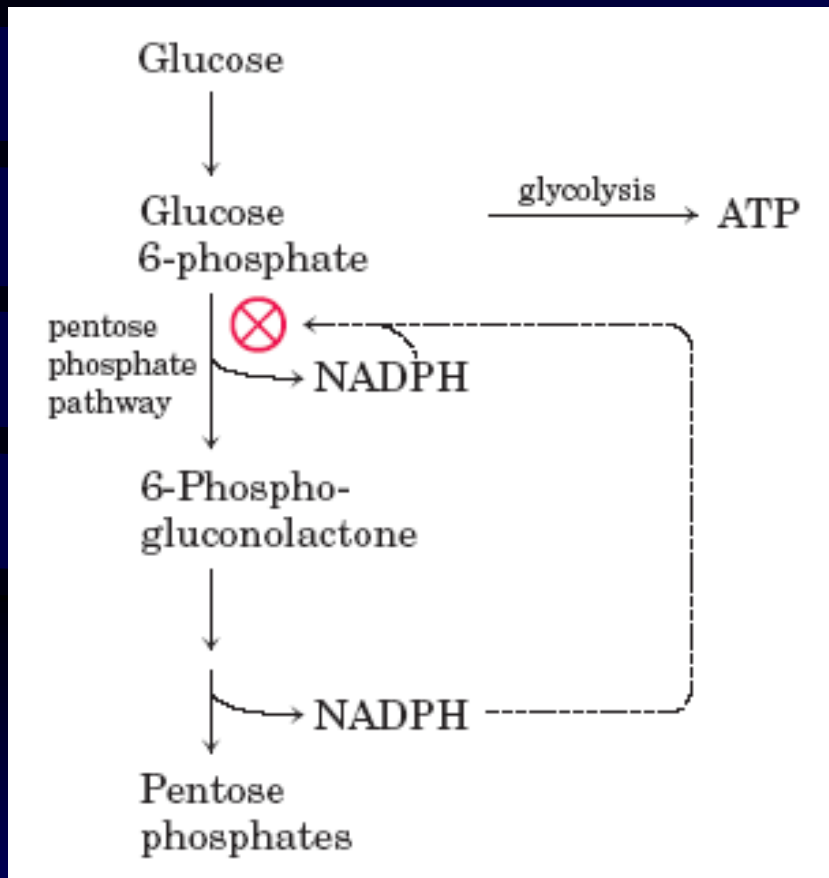 Glucose
Glucose
6-phosphate
glycolysis
ATP
pentose
phosphate
pathway
NADPH
6-Phospho-
gluconolactone
NADPH
Pentose
phosphates